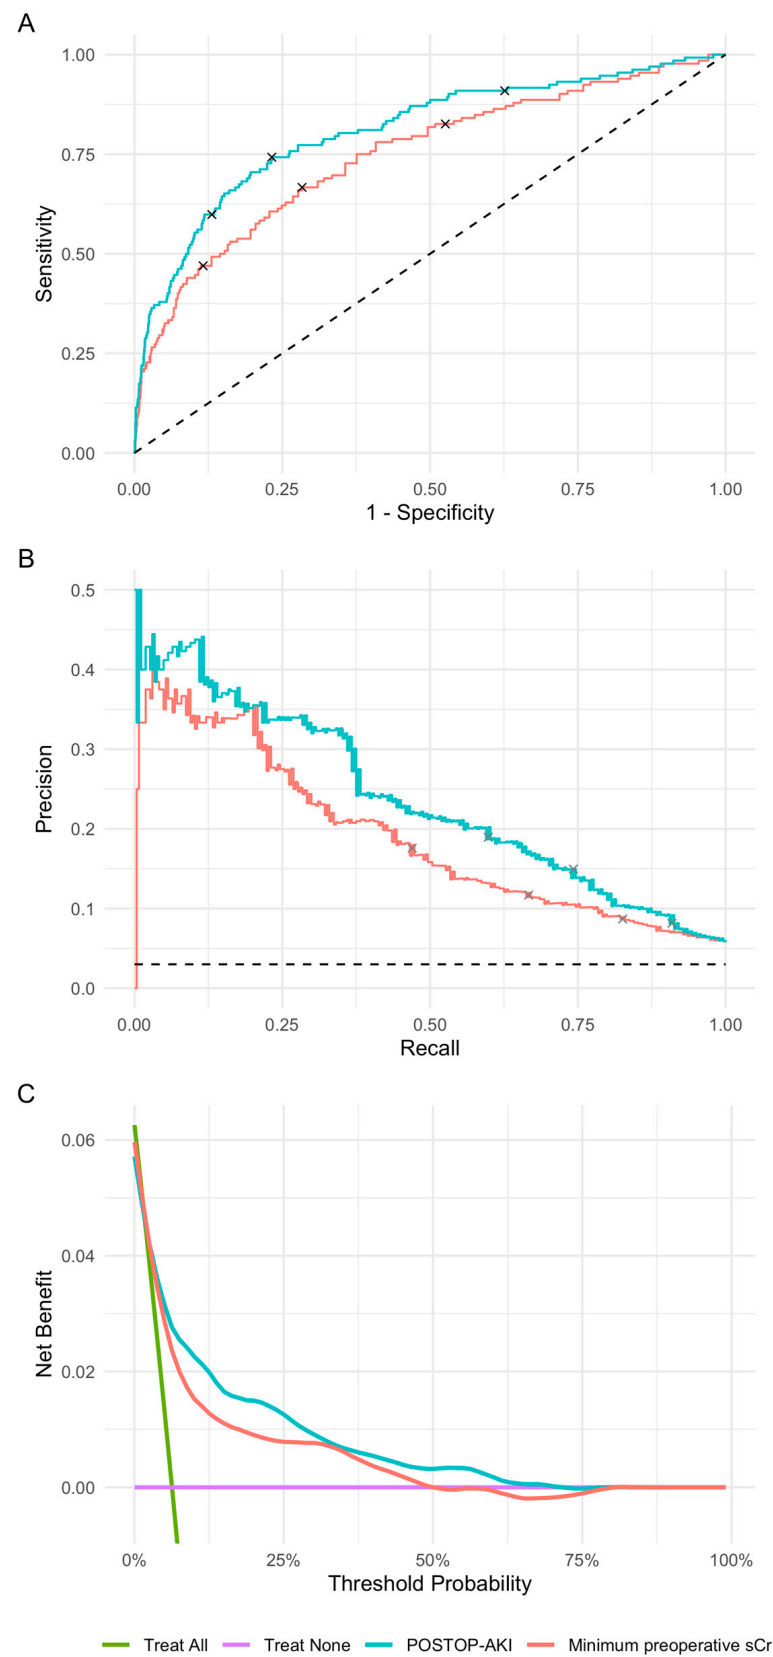 A
1.00
0.75
0.50
0.25
0.00
Sensitivity
0.00 0.25 0.50 0.75 1.00
1 - Specificity
B
0.5
0.4
0.3
0.2
0.1
0.0
Precision
0.00 0.25 0.50 0.75 1.00
Recall
C
0.06
0.04
0.02
0.00
Net Benefit
0% 25% 50% 75% 100%
Threshold Probability
Treat All Treat None POSTOP-AKI Minimum preoperative sCr